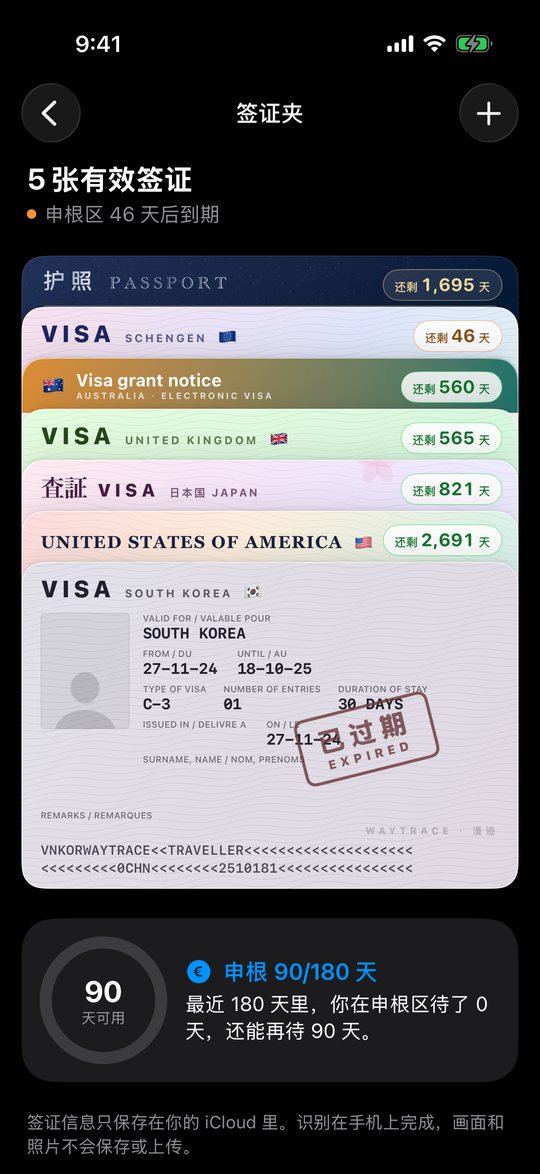 9:41
签证夹
5 张有效签证
申根区 46 天后到期
护照 PASSPORT 还剩 1,695 天
VISA SCHENGEN 还剩 46 天
Visa grant notice
AUSTRALIA · ELECTRONIC VISA
还剩 560 天
VISA UNITED KINGDOM 还剩 565 天
査証 VISA 日本国 JAPAN 还剩 821 天
UNITED STATES OF AMERICA 还剩 2,691 天
VISA SOUTH KOREA
VALID FOR / VALABLE POUR
SOUTH KOREA
FROM / DU UNTIL / AU
27-11-24 18-10-25
TYPE OF VISA NUMBER OF ENTRIES DURATION OF STAY
C-3 01 30 DAYS
ISSUED IN / DELIVRE A ON / LE
27-11-24
已过期
EXPIRED
SURNAME, NAME / NOM, PRENOMS
REMARKS / REMARQUES
WAYTRACE · 漫迹
VNKORWAYTRACE<<TRAVELLER<<<<<<<<<<<<<<<<<<<
<<<<<<<<<0CHN<<<<<<<<2510181<<<<<<<<<<<<<<<
90
天可用
申根 90/180 天
最近 180 天里，你在申根区待了 0
天，还能再待 90 天。
签证信息只保存在你的 iCloud 里。识别在手机上完成，画面和
照片不会保存或上传。